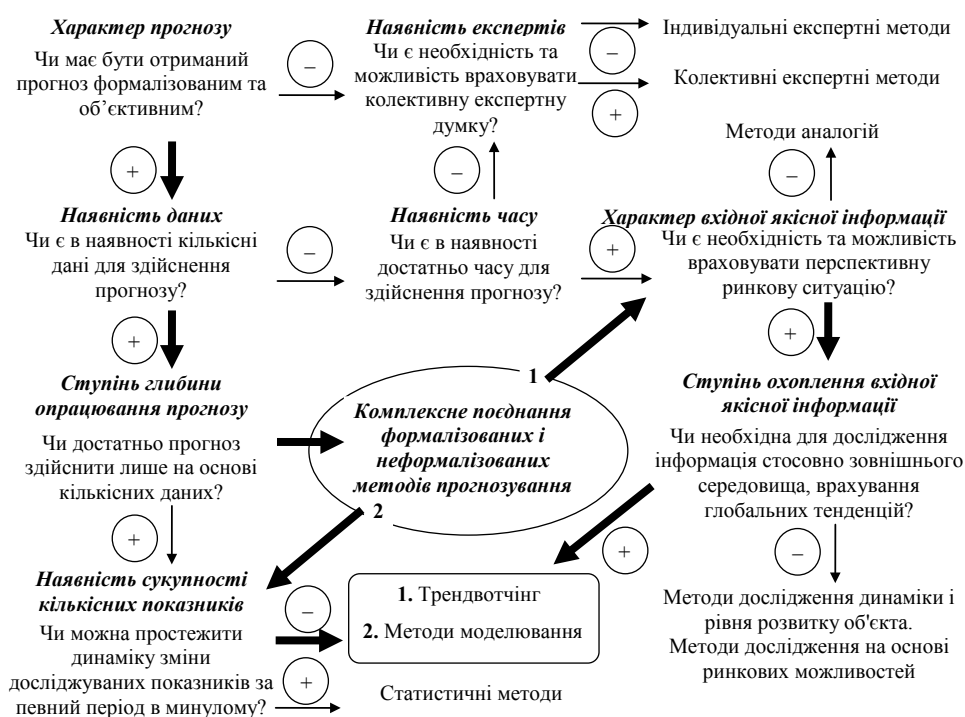 Характер прогнозу
Чи має бути отриманий
прогноз формалізованим та
об’єктивним?
–
Наявність експертів
Чи є необхідність та
можливість враховувати
колективну експертну
думку?
–
+
Індивідуальні експертні методи
Колективні експертні методи
Методи аналогій
+
–
–
Наявність даних
Чи є в наявності кількісні
дані для здійснення
прогнозу?
–
Наявність часу
Чи є в наявності
достатньо часу для
здійснення прогнозу?
+
Характер вхідної якісної інформації
Чи є необхідність та можливість
враховувати перспективну
ринкову ситуацію?
+
+
Ступінь глибини
опрацювання прогнозу
Чи достатньо прогноз
здійснити лише на основі
кількісних даних?
1
Комплексне поєднання
формалізованих і
неформалізованих
методів прогнозування
2
Ступінь охоплення вхідної
якісної інформації
Чи необхідна для дослідження
інформація стосовно зовнішнього
середовища, врахування
глобальних тенденцій?
+
+
–
Наявність сукупності
кількісних показників
Чи можна простежити
динаміку зміни
досліджуваних показників за
певний період в минулому?
–
+
1. Трендвотчінг
2. Методи моделювання
Статистичні методи
Методи дослідження динаміки і
рівня розвитку об'єкта.
Методи дослідження на основі
ринкових можливостей